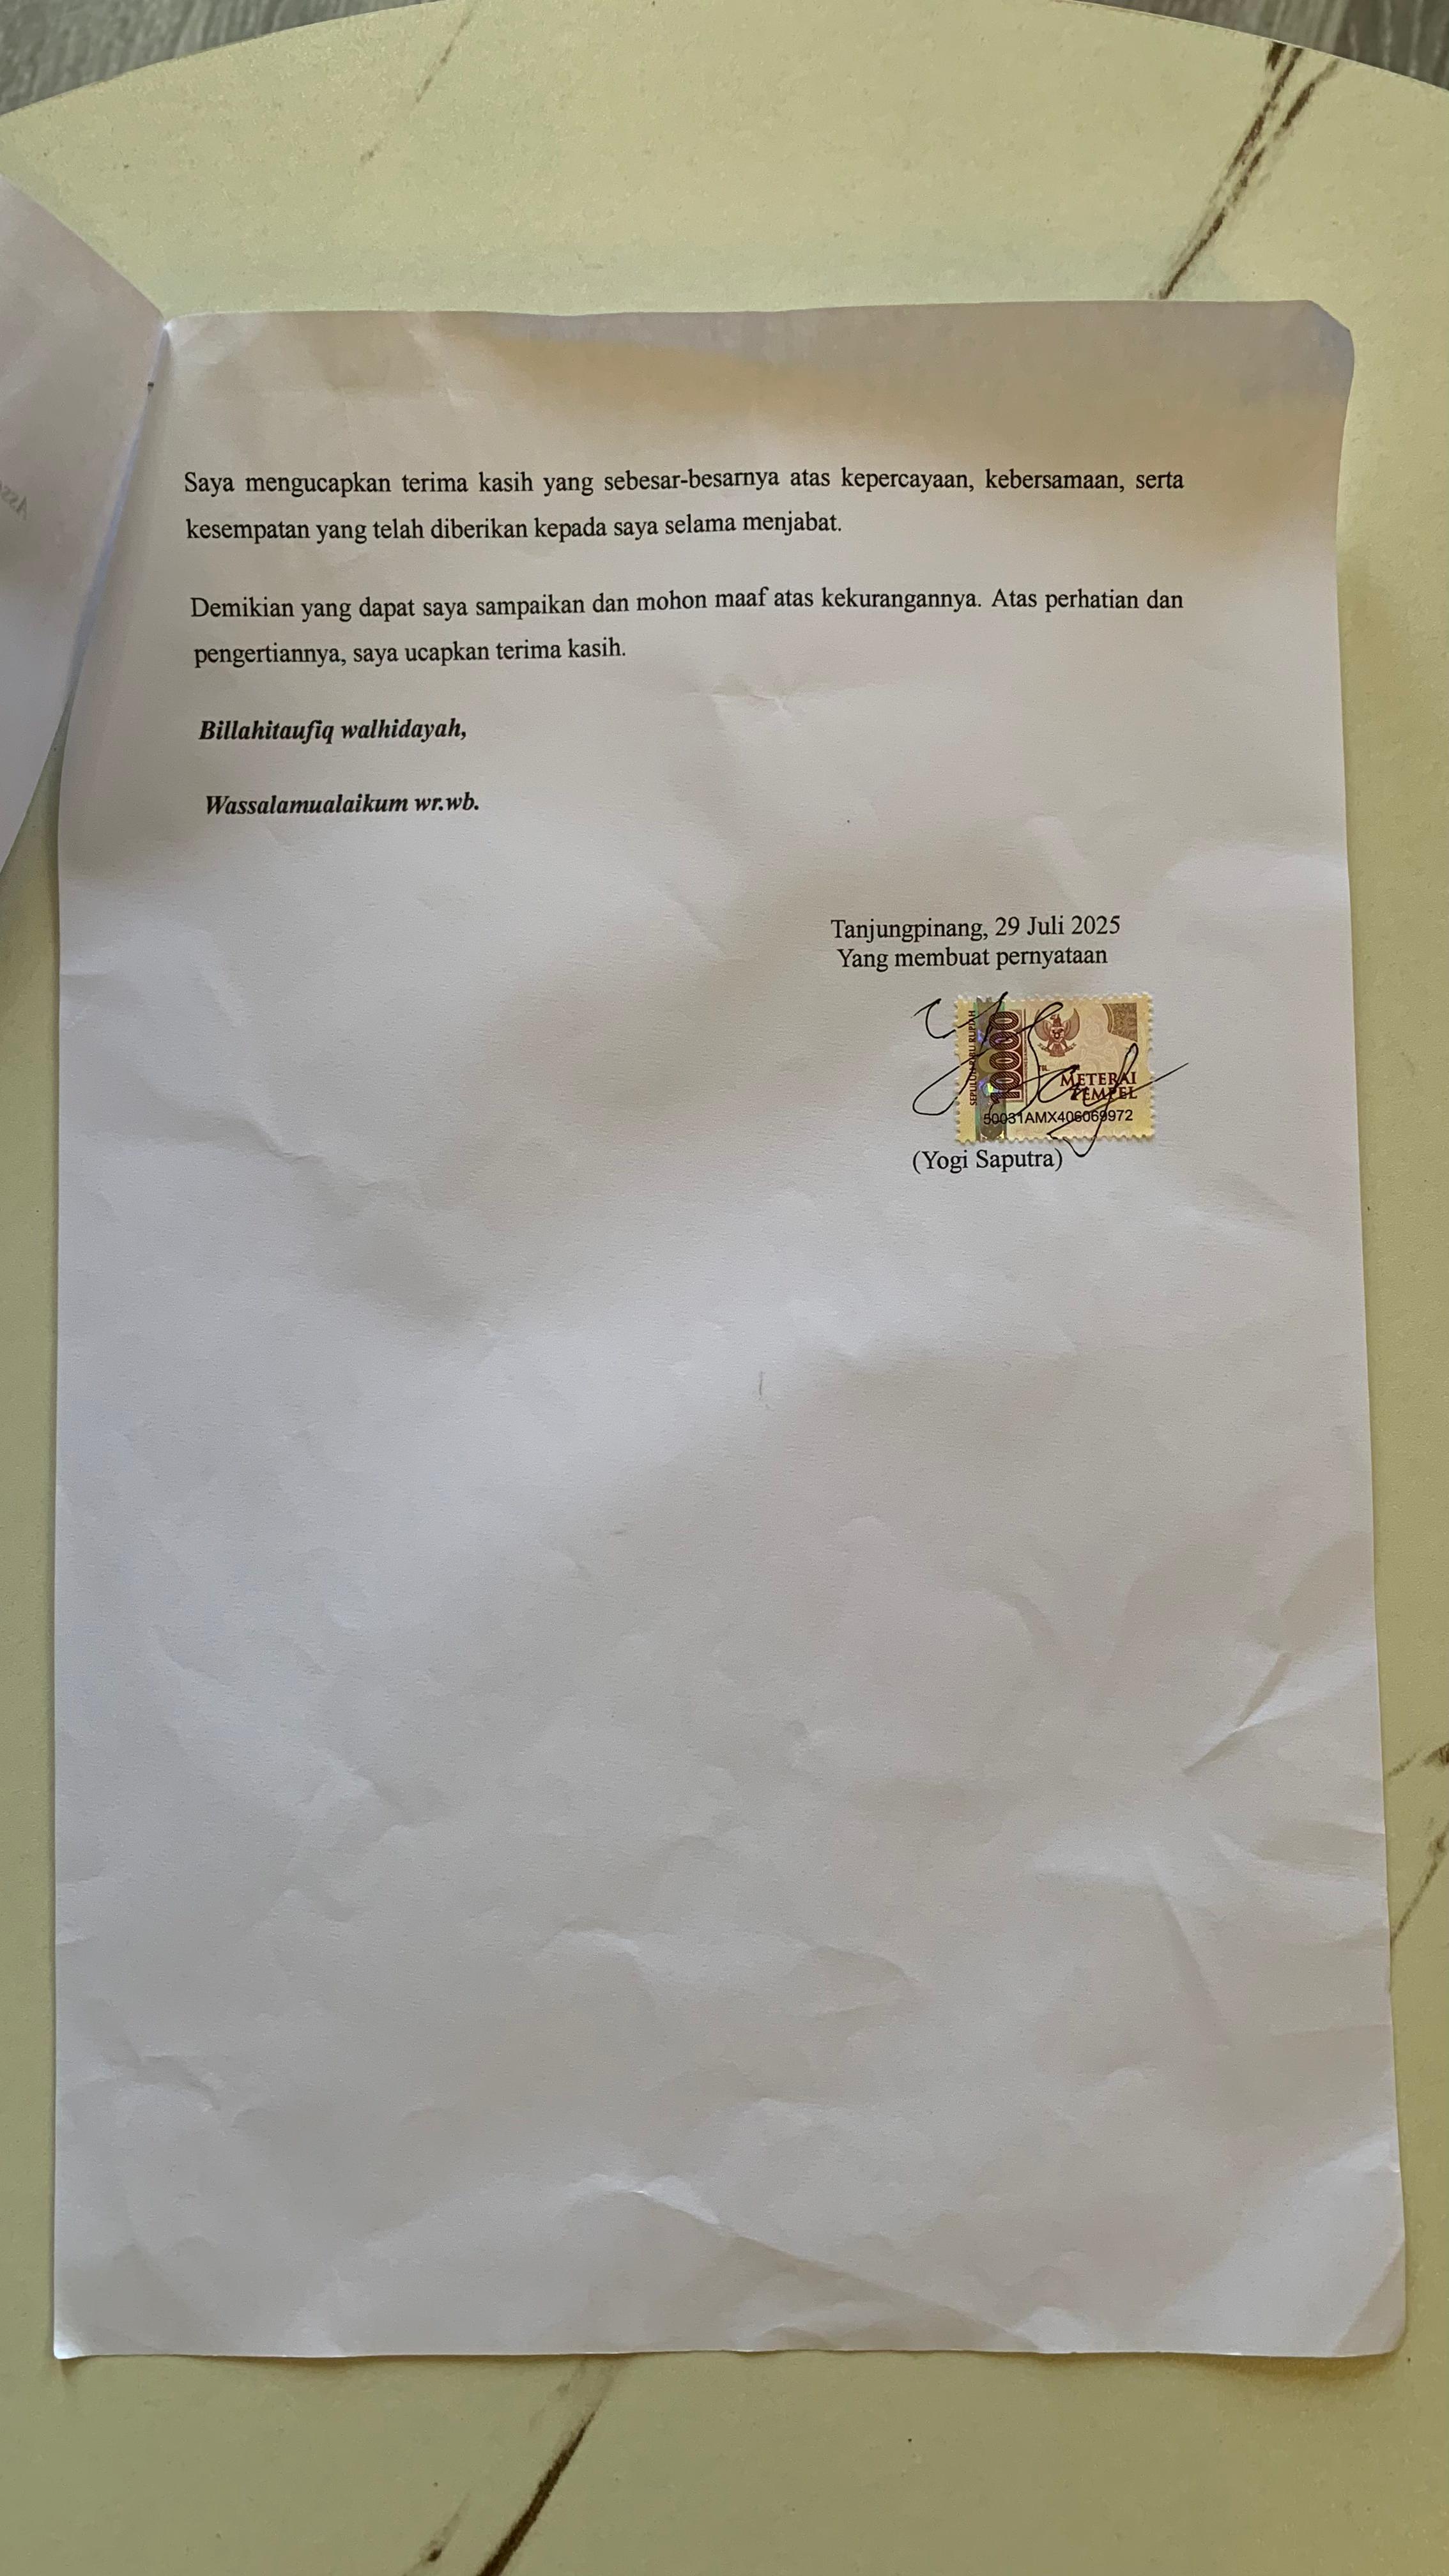 Saya mengucapkan terima kasih yang sebesar-besarnya atas kepercayaan, kebersamaan, serta
kesempatan yang telah diberikan kepada saya selama menjabat.
Demikian yang dapat saya sampaikan dan mohon maaf atas kekurangannya. Atas perhatian dan
pengertiannya, saya ucapkan terima kasih.
Billahitaufiq walhidayah,
Wassalamualaikum wr.wb.
Tanjungpinang, 29 Juli 2025
Yang membuat pernyataan
SEPULUH RIBU RUPIAH
10000
METERAI
TEMPEL
50031AMX406069972
(Yogi Saputra)